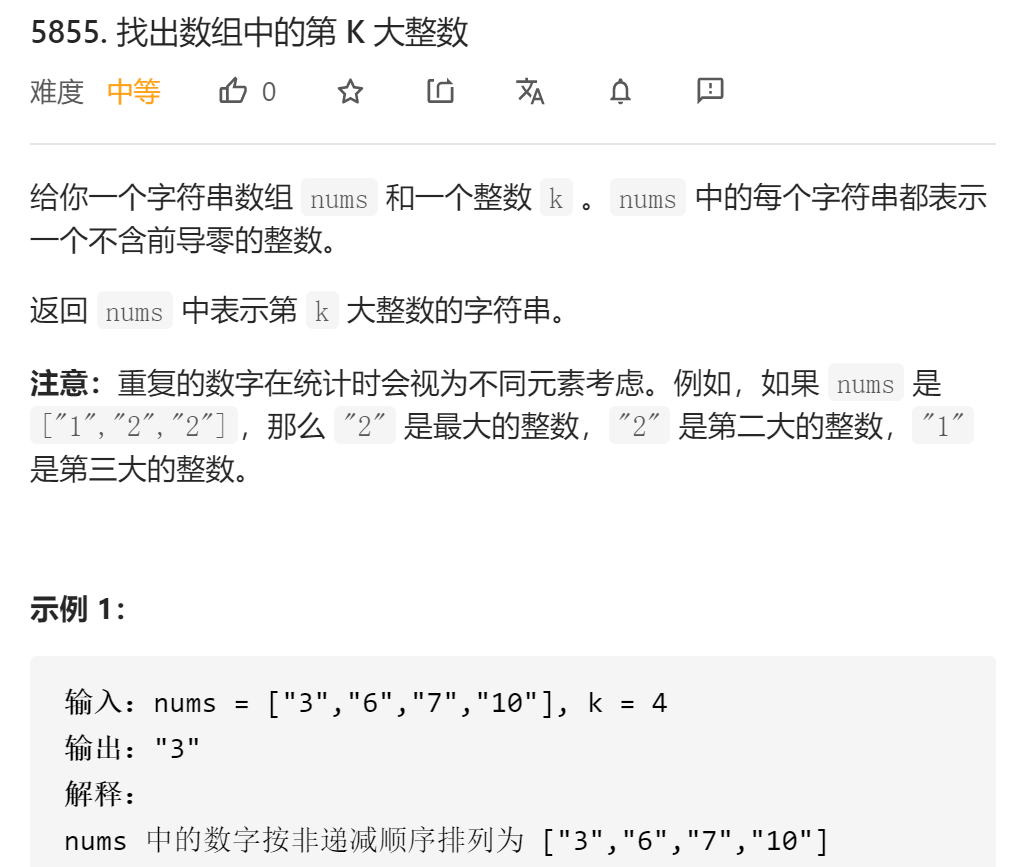 5855. 找出数组中的第 K 大整数
难度 中等 0
给你一个字符串数组 nums 和一个整数 k 。 nums 中的每个字符串都表示
一个不含前导零的整数。
返回 nums 中表示第 k 大整数的字符串。
注意：重复的数字在统计时会视为不同元素考虑。例如，如果 nums 是
["1","2","2"]，那么 "2" 是最大的整数， "2" 是第二大的整数， "1"
是第三大的整数。
示例 1：
输入：nums = ["3","6","7","10"], k = 4
输出："3"
解释：
nums 中的数字按非递减顺序排列为 ["3","6","7","10"]